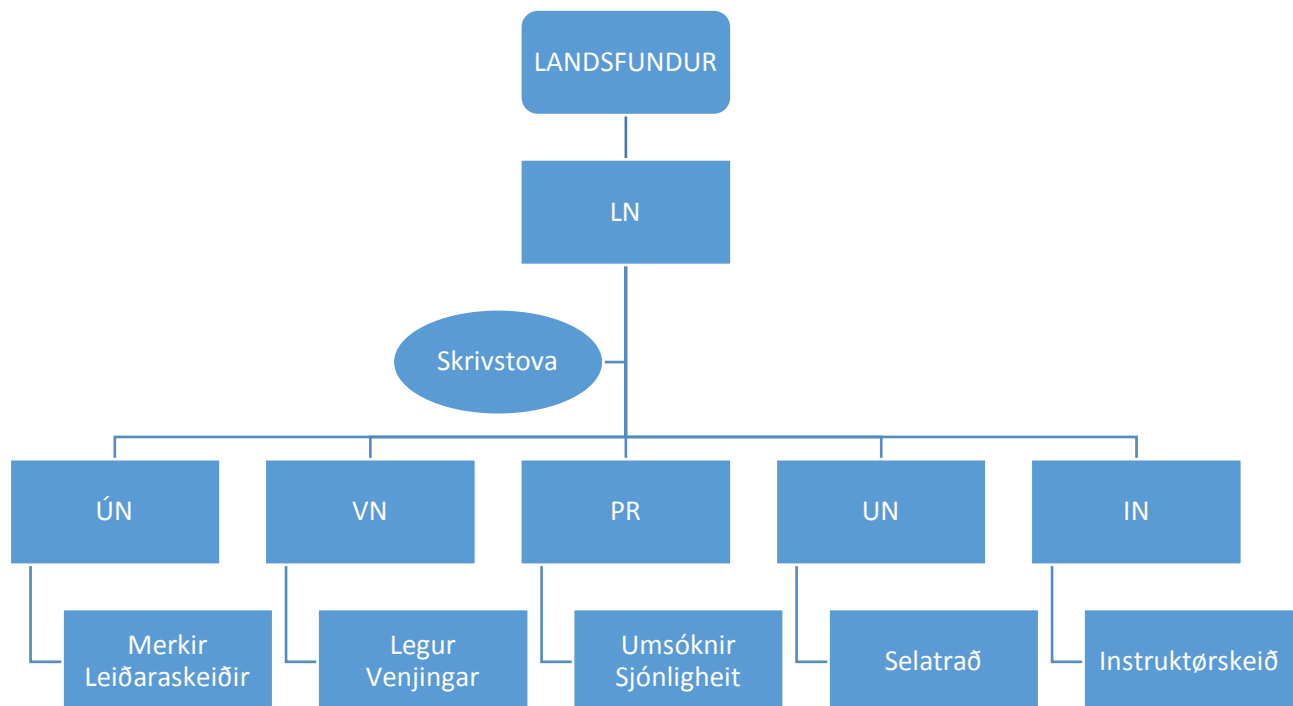 LANDSFUNDUR
LN
Skrivstova
ÚN
VN
PR
UN
IN
Merkir
Leiðaraskeiðir
Legur
Venjingar
Umsóknir
Sjónligheit
Selatrað
Instruktørskeið